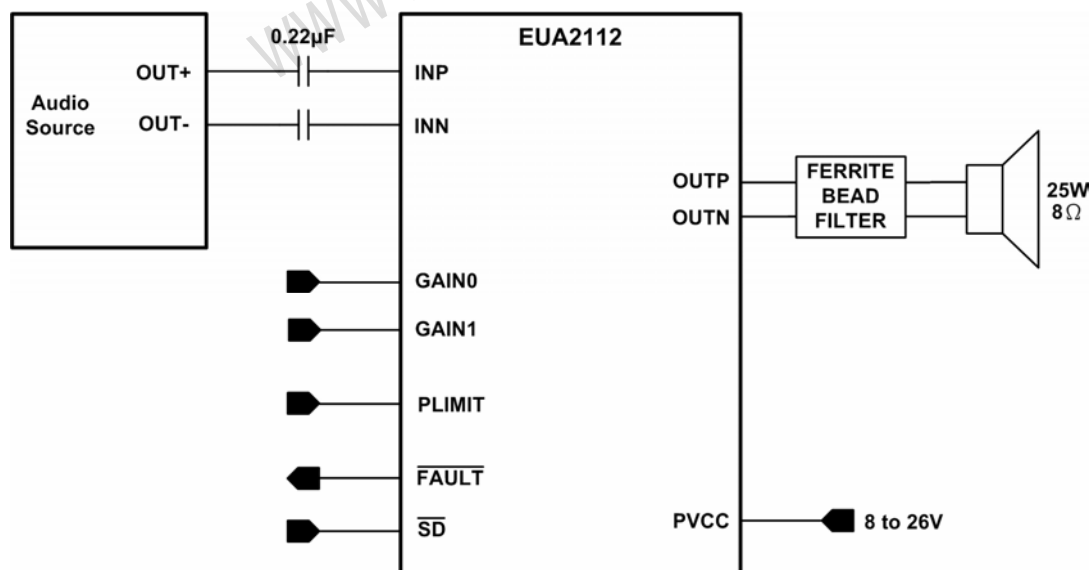 www
0.22μF
EUA2112
OUT+
INP
Audio
Source
OUT-
INN
OUTP
OUTN
FERRITE
BEAD
FILTER
25W
8Ω
GAIN0
GAIN1
PLIMIT
FAULT
SD
PVCC
8 to 26V